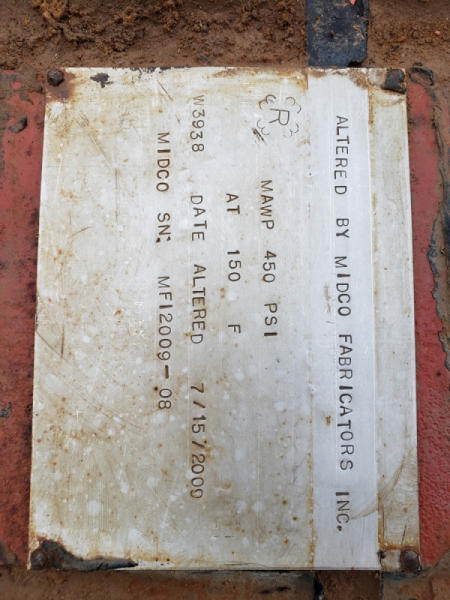 ALTERED BY MIDCO FABRICATORS INC.
R
MAWP 450 PSI
AT 150 F
W3938 DATE ALTERED 7/15/2009
MIDCO SN: MFI2009-08